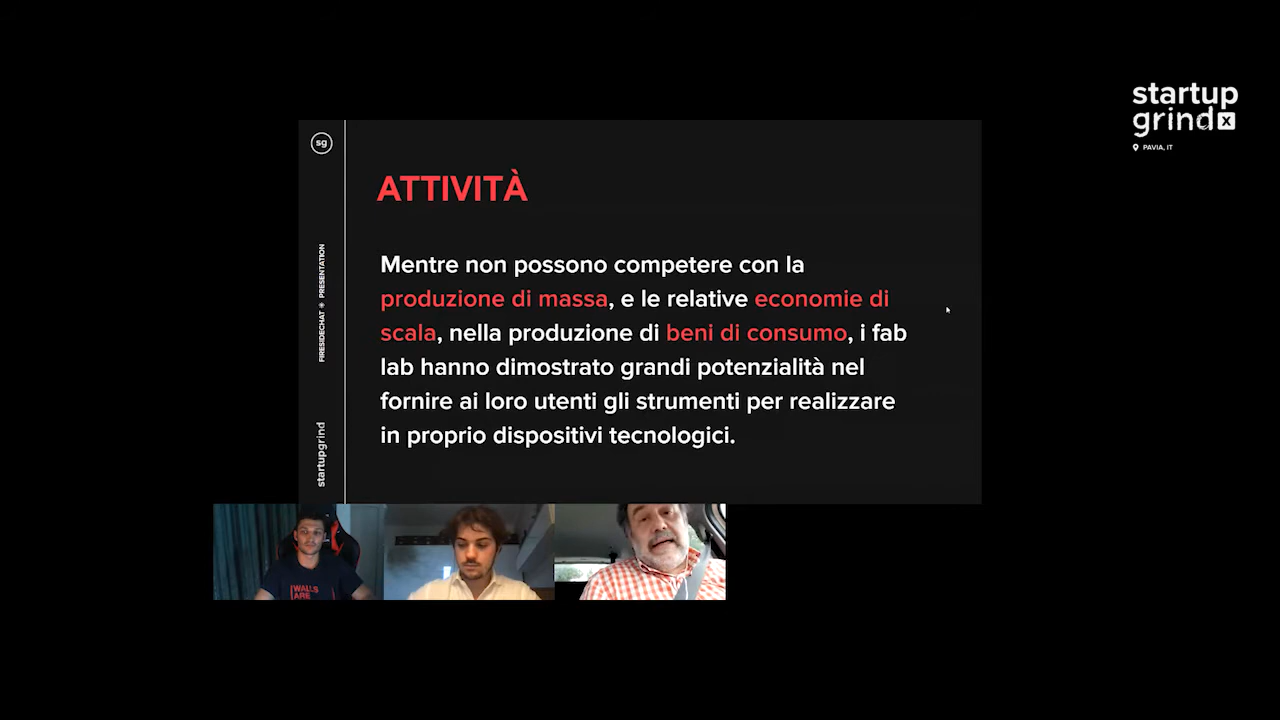 startup
grind x
PAVIA, IT
sg
FIRESIDECHAT PRESENTATION
startupgrind
ATTIVITÀ
Mentre non possono competere con la
produzione di massa, e le relative economie di
scala, nella produzione di beni di consumo, i fab
lab hanno dimostrato grandi potenzialità nel
fornire ai loro utenti gli strumenti per realizzare
in proprio dispositivi tecnologici.
WALLS
ARE